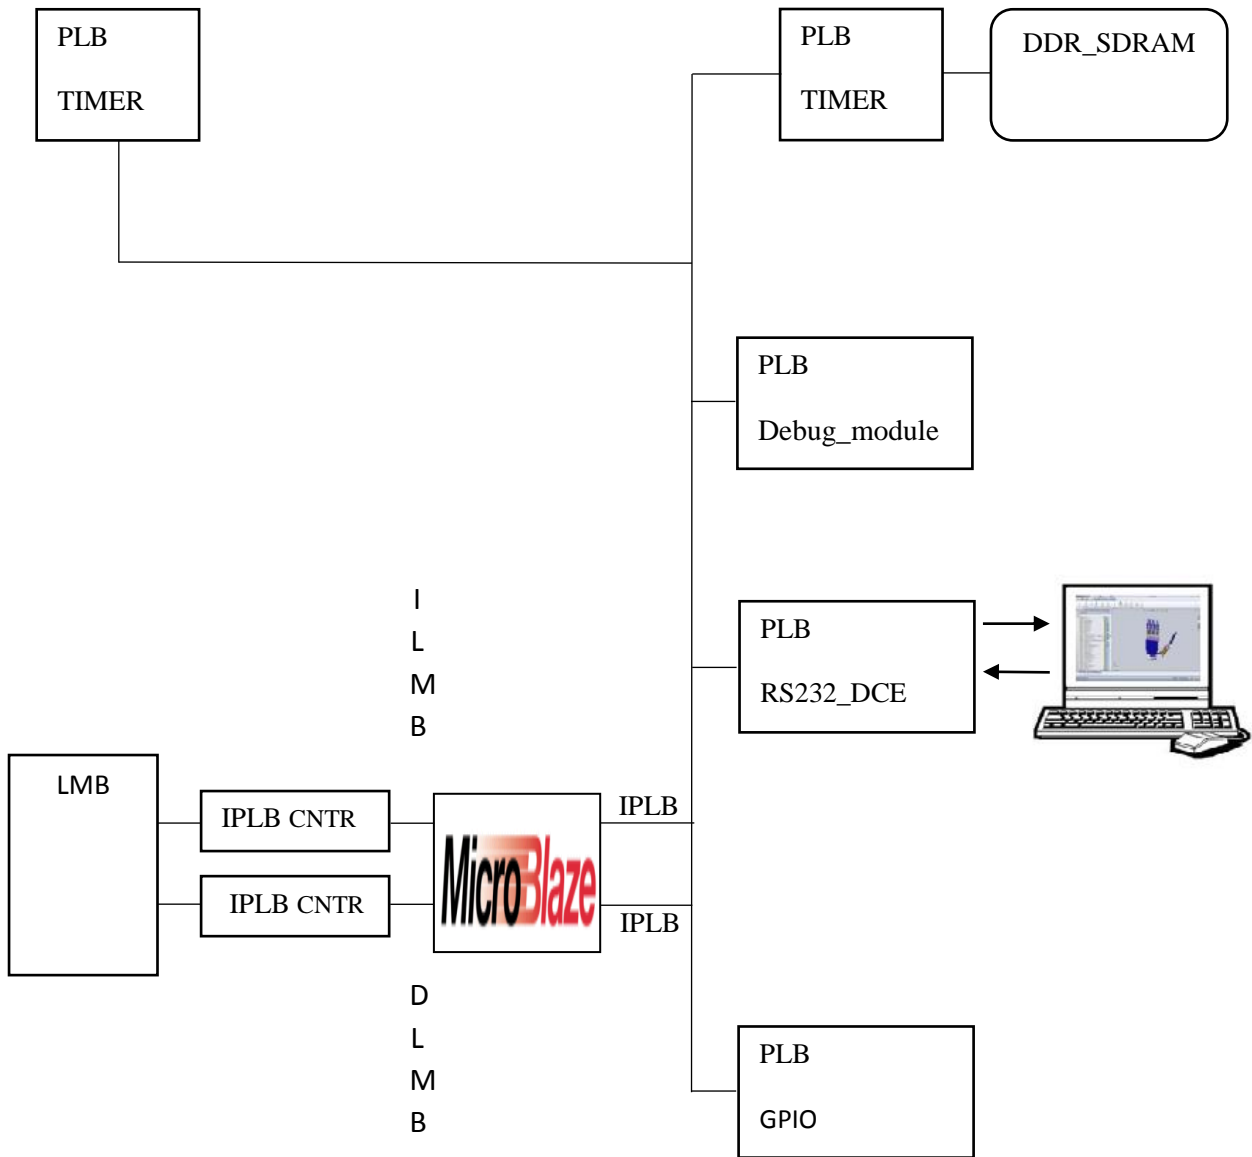 PLB
TIMER
PLB
TIMER
DDR_SDRAM
PLB
Debug_module
I
L
M
B
PLB
RS232_DCE
LMB
IPLB CNTR
IPLB CNTR
MicroBlaze
IPLB
IPLB
D
L
M
B
PLB
GPIO